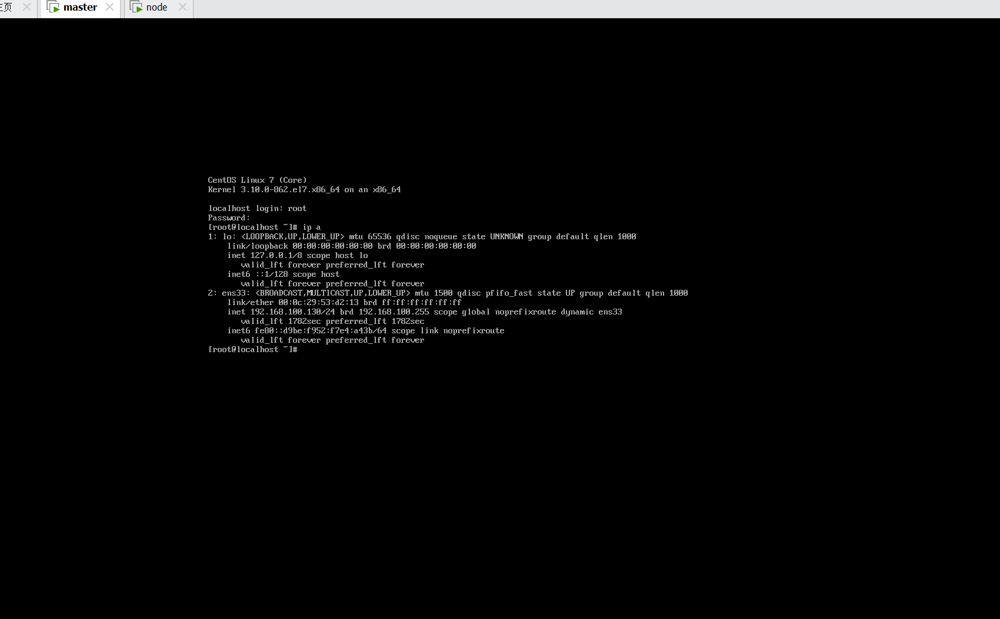 主页 master node
CentOS Linux 7 (Core)
Kernel 3.10.0-862.el7.x86_64 on an x86_64
localhost login: root
Password:
[root@localhost ~]# ip a
1: lo: <LOOPBACK,UP,LOWER_UP> mtu 65536 qdisc noqueue state UNKNOWN group default qlen 1000
    link/loopback 00:00:00:00:00:00 brd 00:00:00:00:00:00
    inet 127.0.0.1/8 scope host lo
       valid_lft forever preferred_lft forever
    inet6 ::1/128 scope host
       valid_lft forever preferred_lft forever
2: ens33: <BROADCAST,MULTICAST,UP,LOWER_UP> mtu 1500 qdisc pfifo_fast state UP group default qlen 1000
    link/ether 00:0c:29:53:d2:13 brd ff:ff:ff:ff:ff:ff
    inet 192.168.100.130/24 brd 192.168.100.255 scope global noprefixroute dynamic ens33
       valid_lft 1782sec preferred_lft 1782sec
    inet6 fe80::d9be:f952:f7e4:a43b/64 scope link noprefixroute
       valid_lft forever preferred_lft forever
[root@localhost ~]#